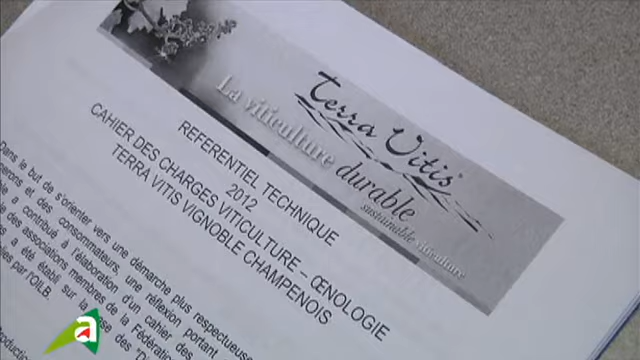 terra Vitis
La viticulture durable
sustainable viticulture
REFERENTIEL TECHNIQUE
2012
CAHIER DES CHARGES VITICULTURE – ŒNOLOGIE
TERRA VITIS VIGNOBLE CHAMPENOIS
Dans le but de s'orienter vers une démarche plus respectueuse
et des consommateurs, une réflexion portant
a contribué à l'élaboration d'un cahier des
des associations membres de la Fédération
a été établi sur la base des
par l'OILB.
a